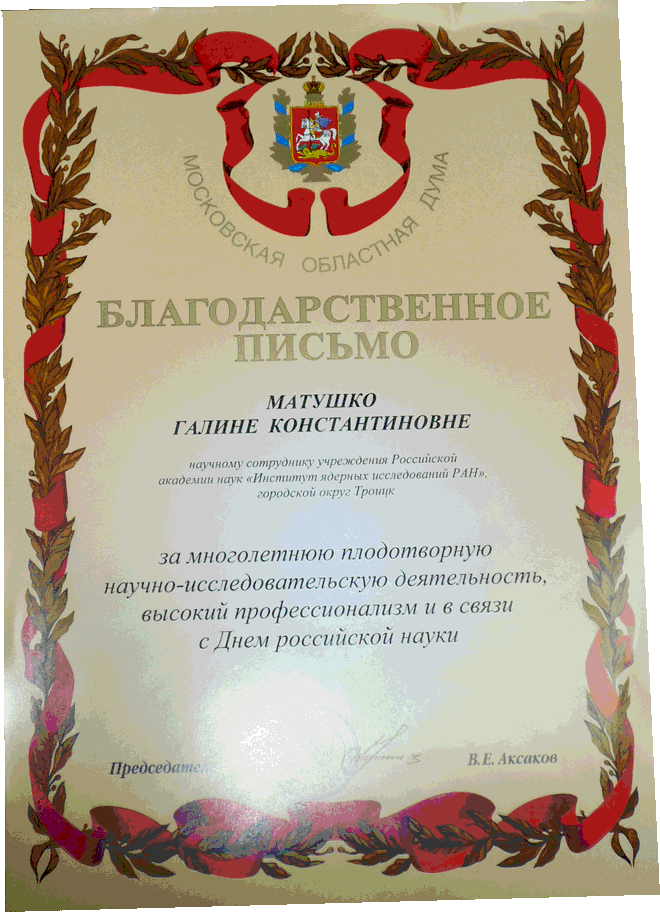 МОСКОВСКАЯ ОБЛАСТНАЯ ДУМА
БЛАГОДАРСТВЕННОЕ
ПИСЬМО
МАТУШКО
ГАЛИНЕ КОНСТАНТИНОВНЕ
научному сотруднику учреждения Российской
академии наук «Институт ядерных исследований РАН»,
городской округ Троицк
за многолетнюю плодотворную
научно-исследовательскую деятельность,
высокий профессионализм и в связи
с Днем российской науки
В.Е. Аксаков